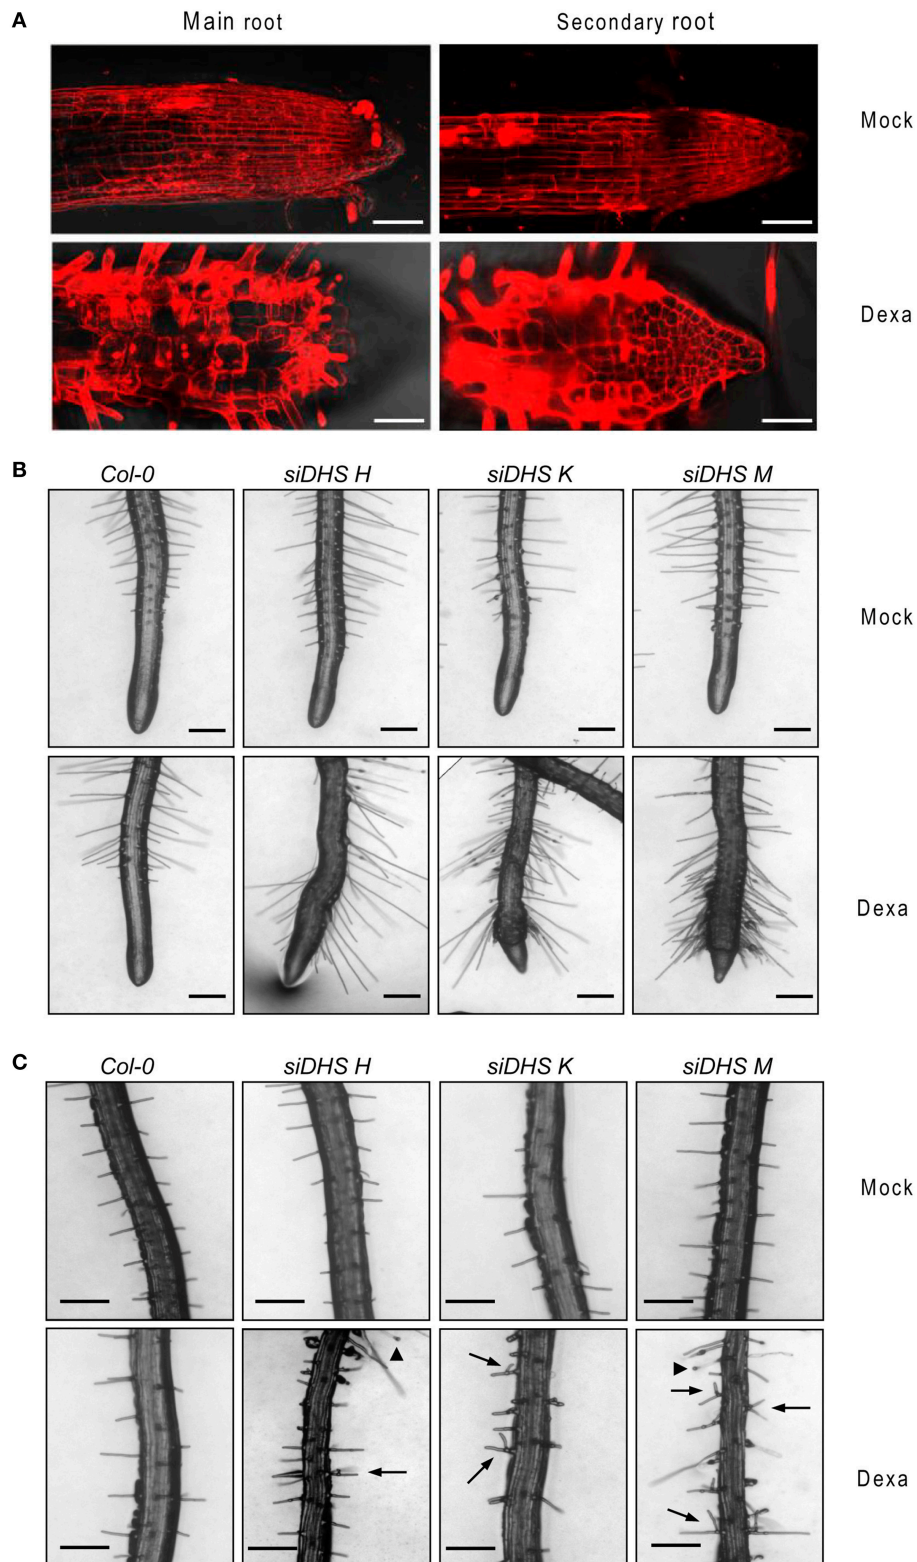 A Main root Secondary root
Mock
Dexa
B Col-0 siDHS H siDHS K siDHS M
Mock
Dexa
C Col-0 siDHS H siDHS K siDHS M
Mock
Dexa